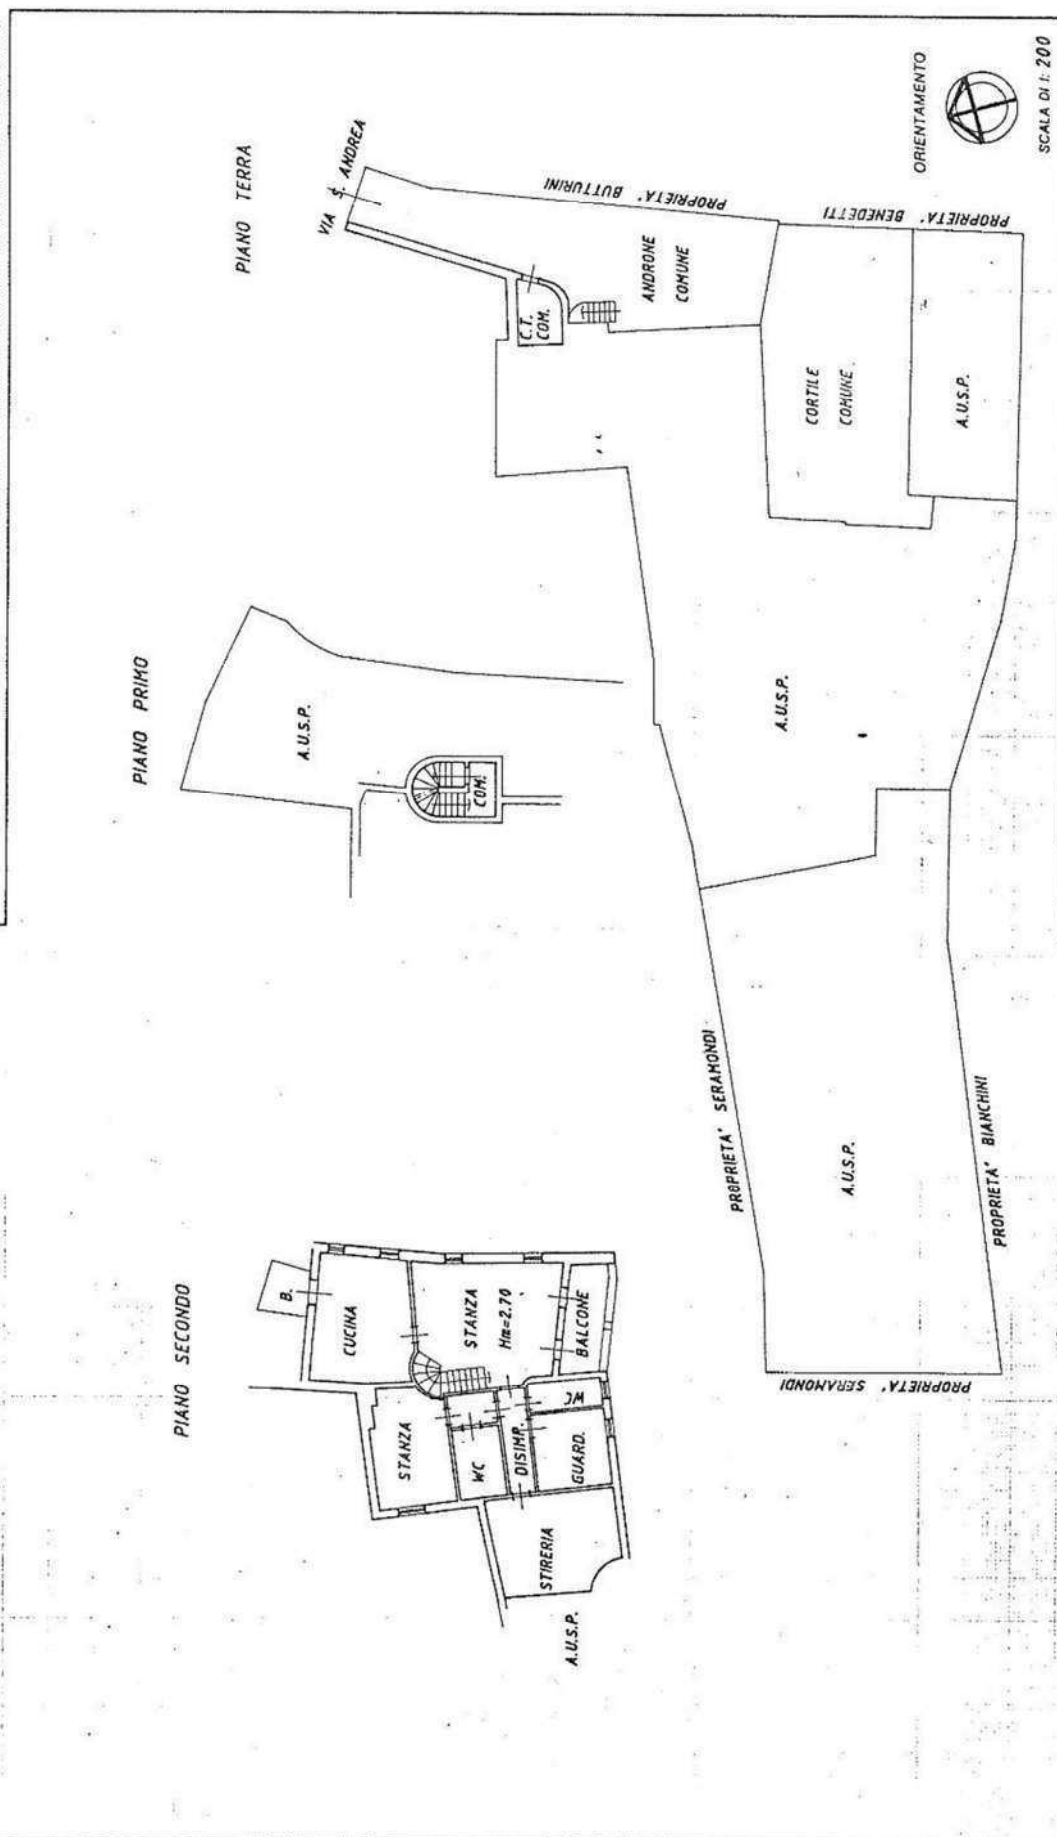 PIANO SECONDO
B.
CUCINA
STANZA
Hm=2.70
BALCONE
STANZA
WC
DISIMP.
WC
GUARD.
STIRERIA
A.U.S.P.
PIANO PRIMO
A.U.S.P.
COM.
PIANO TERRA
VIA S. ANDREA
C.T.
COM.
ANDRONE
COMUNE
PROPRIETA' BUTTURINI
PROPRIETA' BENEDETTI
CORTILE
COMUNE
A.U.S.P.
A.U.S.P.
A.U.S.P.
PROPRIETA' SERAMONDI
PROPRIETA' BIANCHINI
PROPRIETA' SERAMONDI
ORIENTAMENTO
SCALA DI 1: 200